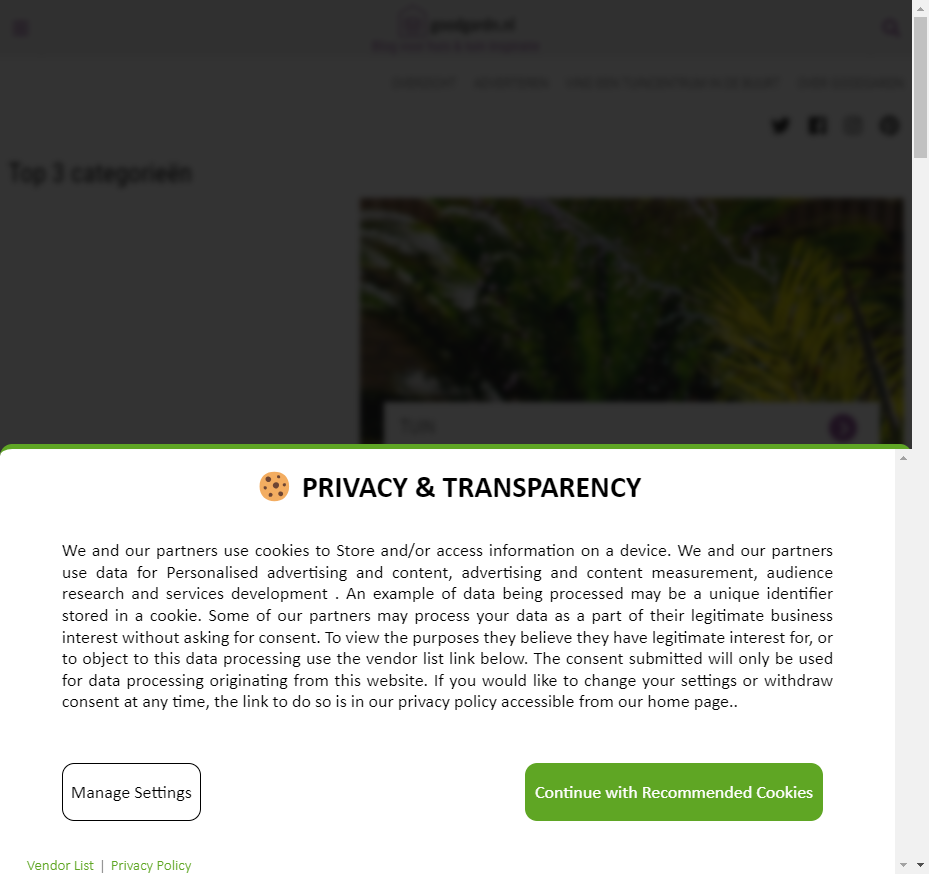 Top 3 categorieën
TUIN
PRIVACY & TRANSPARENCY
We and our partners use cookies to Store and/or access information on a device. We and our partners
use data for Personalised advertising and content, advertising and content measurement, audience
research and services development . An example of data being processed may be a unique identifier
stored in a cookie. Some of our partners may process your data as a part of their legitimate business
interest without asking for consent. To view the purposes they believe they have legitimate interest for, or
to object to this data processing use the vendor list link below. The consent submitted will only be used
for data processing originating from this website. If you would like to change your settings or withdraw
consent at any time, the link to do so is in our privacy policy accessible from our home page..
Manage Settings
Continue with Recommended Cookies
Vendor List | Privacy Policy